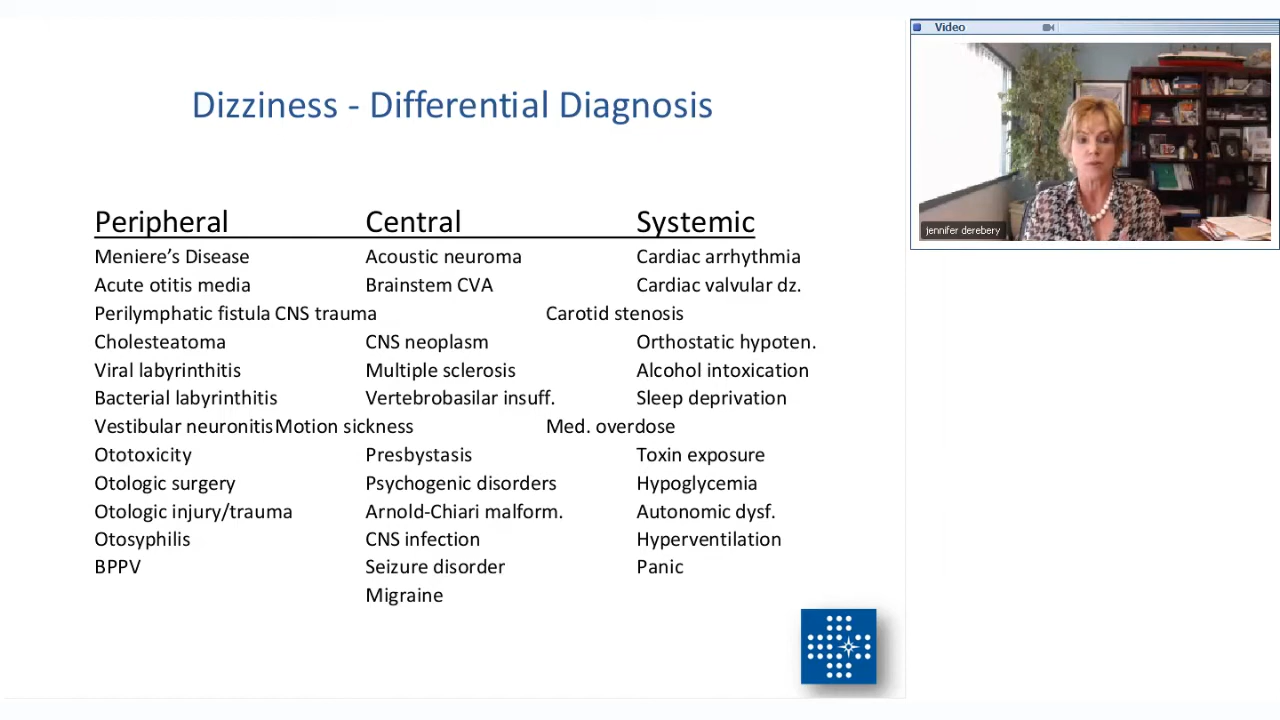 Dizziness - Differential Diagnosis
Peripheral Central Systemic
Meniere's Disease Acoustic neuroma Cardiac arrhythmia
Acute otitis media Brainstem CVA Cardiac valvular dz.
Perilymphatic fistula CNS trauma Carotid stenosis
Cholesteatoma CNS neoplasm Orthostatic hypoten.
Viral labyrinthitis Multiple sclerosis Alcohol intoxication
Bacterial labyrinthitis Vertebrobasilar insuff. Sleep deprivation
Vestibular neuronitis Motion sickness Med. overdose
Ototoxicity Presbystasis Toxin exposure
Otologic surgery Psychogenic disorders Hypoglycemia
Otologic injury/trauma Arnold-Chiari malform. Autonomic dysf.
Otosyphilis CNS infection Hyperventilation
BPPV Seizure disorder Panic
Migraine
Video
jennifer derebery